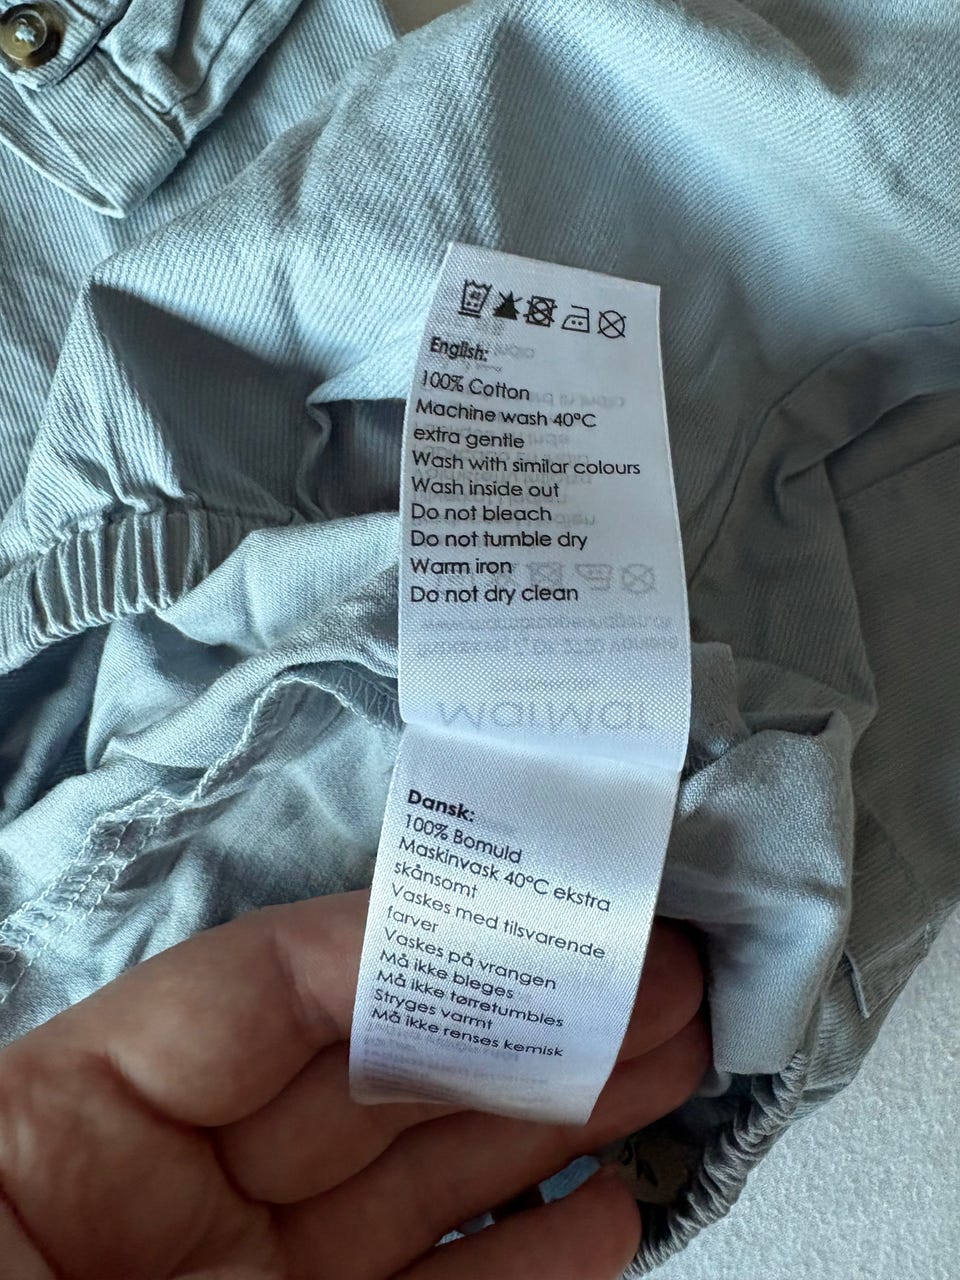 English:
100% Cotton
Machine wash 40°C
extra gentle
Wash with similar colours
Wash inside out
Do not bleach
Do not tumble dry
Warm iron
Do not dry clean
Dansk:
100% Bomuld
Maskinvask 40°C ekstra
skånsomt
Vaskes med tilsvarende
farver
Vaskes på vrangen
Må ikke bleges
Må ikke tørretumbles
Stryges varmt
Må ikke renses kemisk